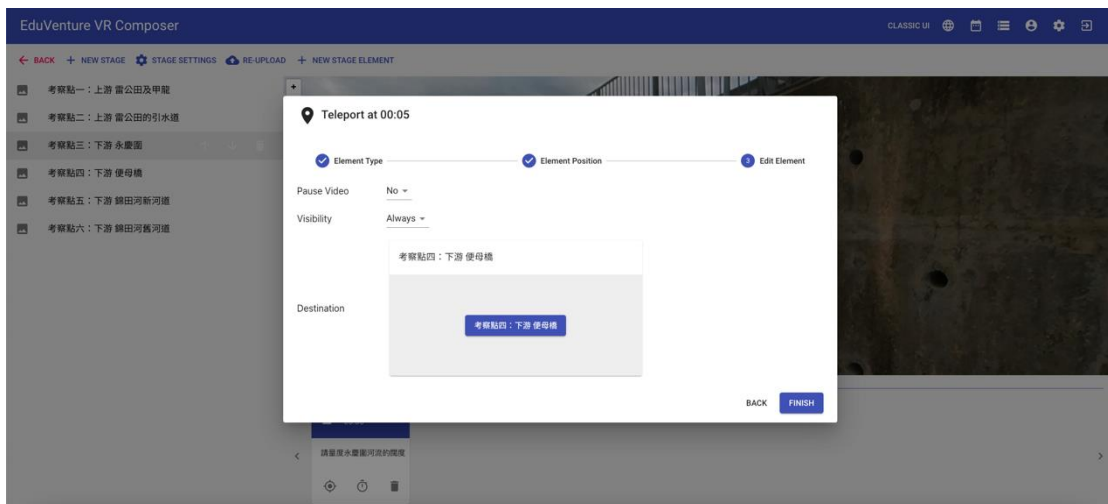 EduVenture VR Composer
CLASSIC UI
BACK
NEW STAGE
STAGE SETTINGS
RE-UPLOAD
NEW STAGE ELEMENT
考察點一：上游 雷公田及甲龍
考察點二：上游 雷公田的引水道
考察點三：下游 永慶圍
考察點四：下游 便母橋
考察點五：下游 錦田河新河道
考察點六：下游 錦田河舊河道
Teleport at 00:05
Element Type
Element Position
3 Edit Element
Pause Video No
Visibility Always
考察點四：下游 便母橋
Destination
考察點四：下游 便母橋
BACK FINISH
請量度永慶圍河流的闊度